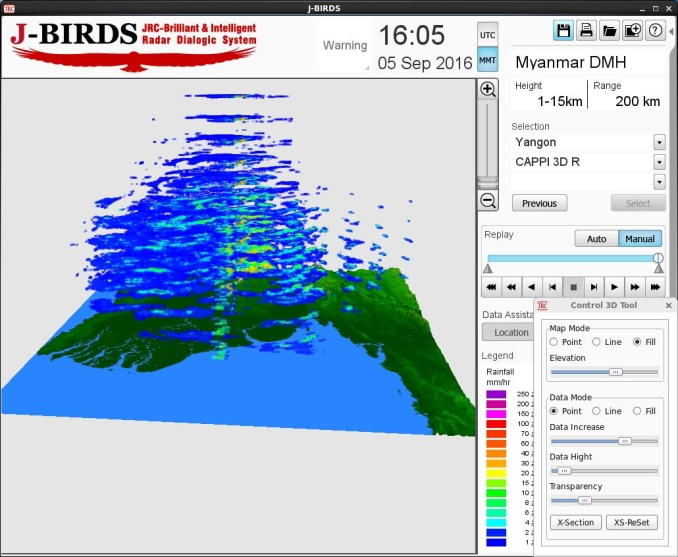 J-BIRDS
J-BIRDS JRC-Brilliant & Intelligent
Radar Dialogic System
Warning
16:05
05 Sep 2016
UTC
MMT
Myanmar DMH
Height Range
1-15km 200 km
Selection
Yangon
CAPPI 3D R
Previous Select
Replay
Auto Manual
Data Assista
Location
Legend
Rainfall
mm/hr
250
200
150
100
70
60
40
30
20
15
10
8
6
4
2
1
JRC Control 3D Tool
Map Mode
Point Line Fill
Elevation
Data Mode
Point Line Fill
Data Increase
Data Hight
Transparency
X-Section XS-ReSet